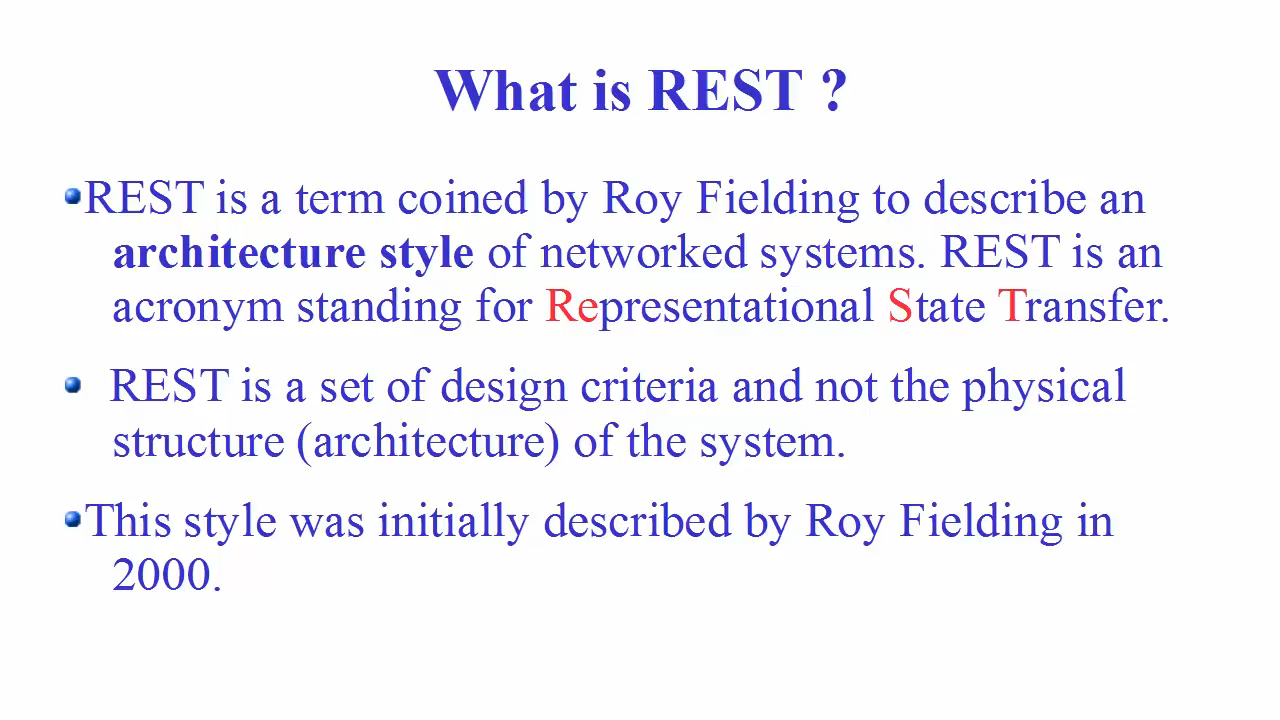 What is REST ?
REST is a term coined by Roy Fielding to describe an
architecture style of networked systems. REST is an
acronym standing for Representational State Transfer.
REST is a set of design criteria and not the physical
structure (architecture) of the system.
This style was initially described by Roy Fielding in
2000.